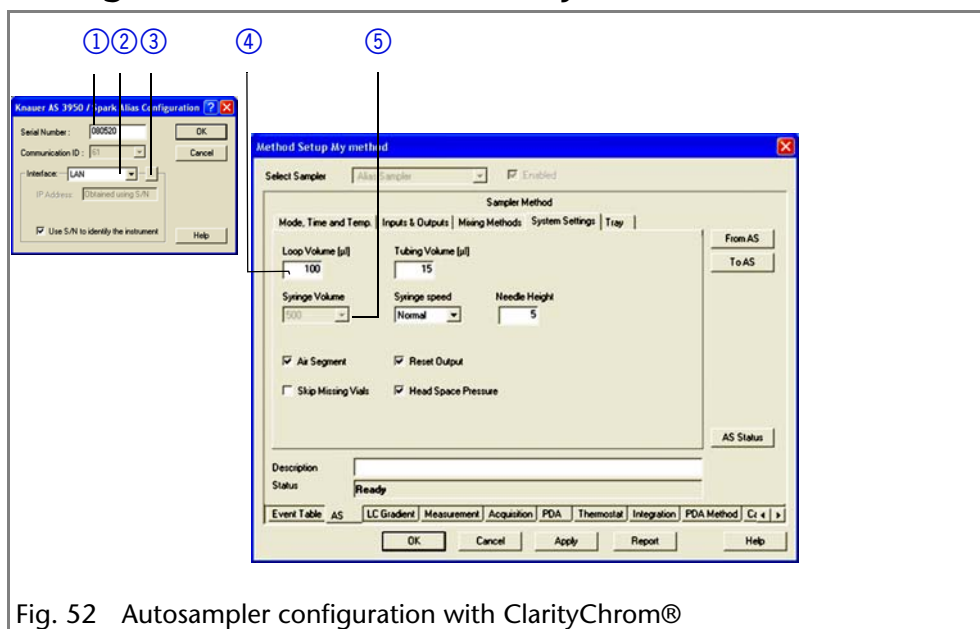 ① ② ③ ④ ⑤
Knauer AS 3950 / Spark Alias Configuration
Serial Number :
080520
OK
Communication ID :
61
Cancel
Interface:
LAN
IP Address:
Obtained using S/N
Use S/N to identify the instrument
Help
Method Setup My method
Select Sampler
Alias Sampler
Enabled
Sampler Method
Mode, Time and Temp. Inputs & Outputs Mixing Methods System Settings Tray
From AS
To AS
Loop Volume [µl] Tubing Volume [µl]
100 15
Syringe Volume Syringe speed Needle Height
500 Normal 5
Air Segment Reset Output
Skip Missing Vials Head Space Pressure
AS Status
Description
Status Ready
Event Table AS LC Gradient Measurement Acquisition PDA Thermostat Integration PDA Method
OK Cancel Apply Report Help
Fig. 52 Autosampler configuration with ClarityChrom®